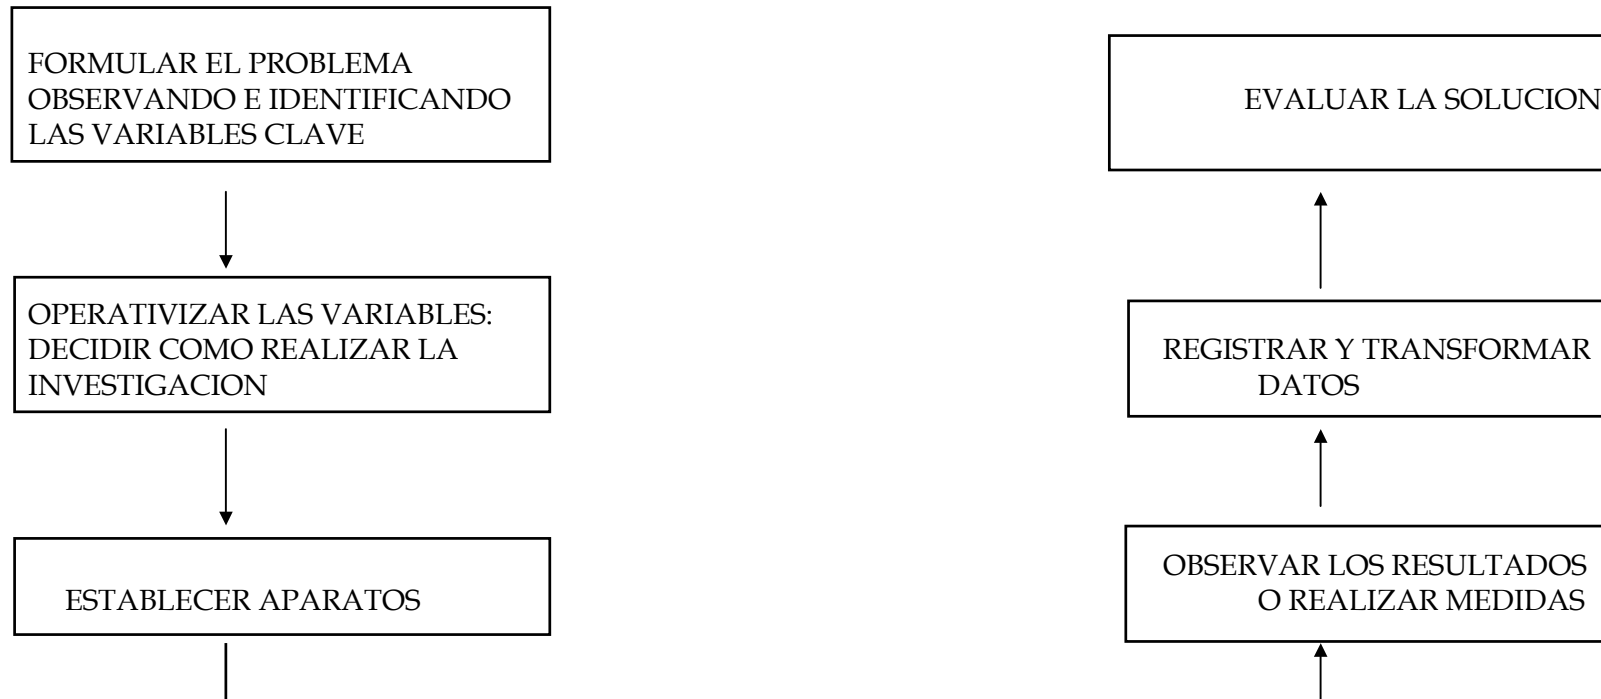 FORMULAR EL PROBLEMA
OBSERVANDO E IDENTIFICANDO
LAS VARIABLES CLAVE
OPERATIVIZAR LAS VARIABLES:
DECIDIR COMO REALIZAR LA
INVESTIGACION
ESTABLECER APARATOS
EVALUAR LA SOLUCION
REGISTRAR Y TRANSFORMAR
DATOS
OBSERVAR LOS RESULTADOS
O REALIZAR MEDIDAS